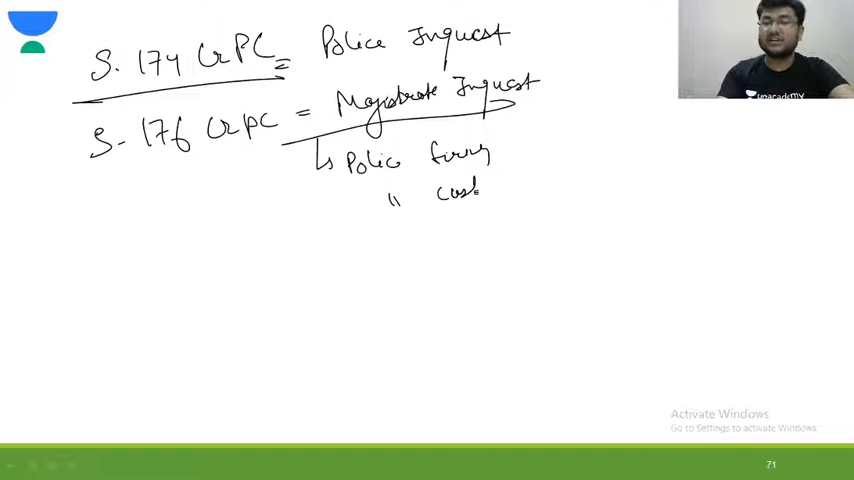 S. 174 CrPC = Police Inquest
S. 176 CrPC = Magistrate Inquest
↳ Police firing
" cust
unacademy
Activate Windows
Go to Settings to activate Windows.
71